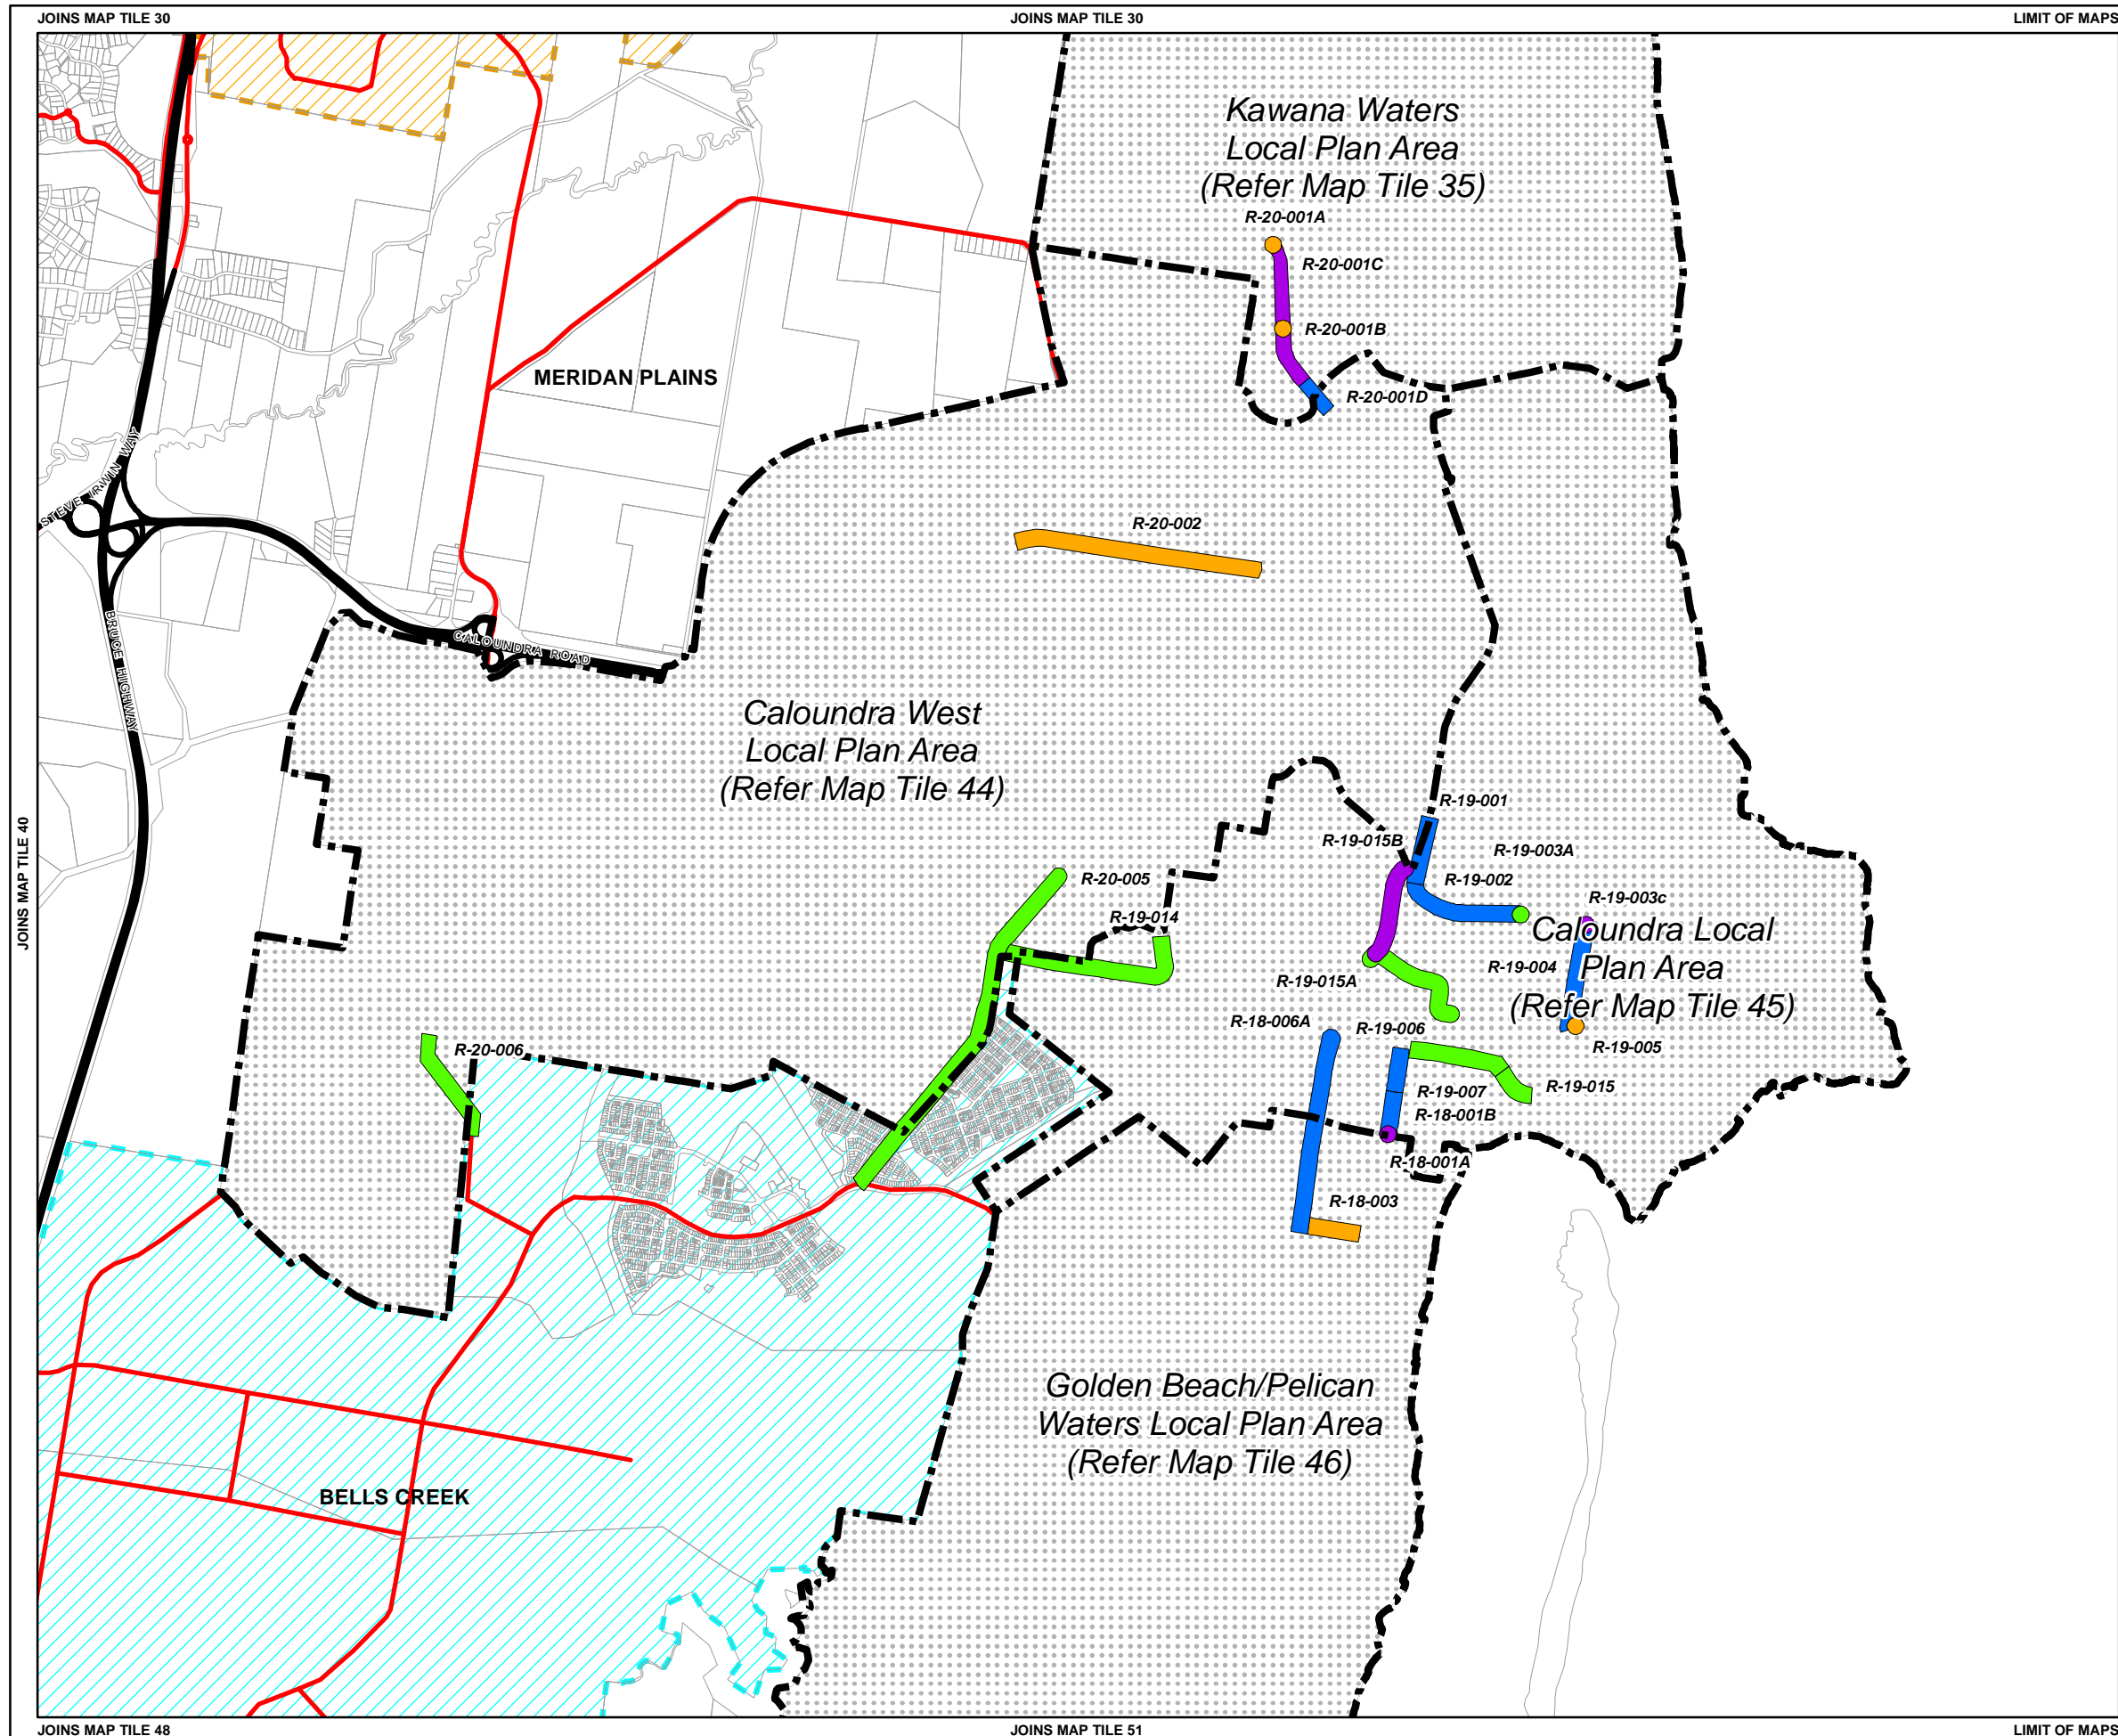 JOINS MAP TILE 30
JOINS MAP TILE 30
LIMIT OF MAPS
Kawana Waters
Local Plan Area
(Refer Map Tile 35)
R-20-001A
R-20-001C
R-20-001B
MERIDAN PLAINS
R-20-001D
STEVE IRWIN WAY
R-20-002
BRUCE HIGHWAY
CALOUNDRA ROAD
Caloundra West
Local Plan Area
(Refer Map Tile 44)
R-19-001
R-19-015B
R-19-003A
JOINS MAP TILE 40
R-20-005
R-19-002
R-19-003c
R-19-014
Caloundra Local
Plan Area
(Refer Map Tile 45)
R-19-004
R-19-015A
R-18-006A
R-19-006
R-19-005
R-20-006
R-19-015
R-19-007
R-18-001B
R-18-001A
R-18-003
Golden Beach/Pelican
Waters Local Plan Area
(Refer Map Tile 46)
BELLS CREEK
JOINS MAP TILE 48
JOINS MAP TILE 51
LIMIT OF MAPS